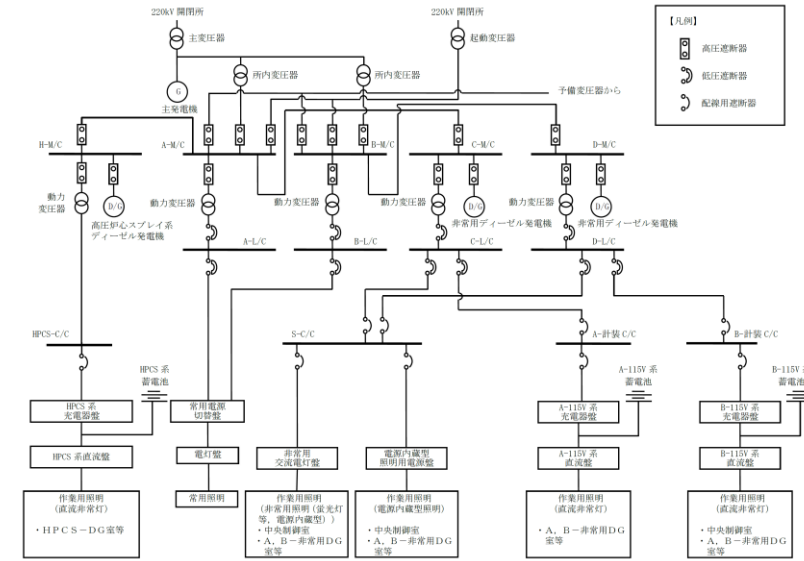 220kV 開閉所
220kV 開閉所
【凡例】
高圧遮断器
低圧遮断器
配線用遮断器
主変圧器
起動変圧器
所内変圧器
所内変圧器
G
主発電機
予備変圧器から
H-M/C
A-M/C
B-M/C
C-M/C
D-M/C
動力
変圧器
D/G
高圧炉心スプレイ系
ディーゼル発電機
動力変圧器
動力変圧器
動力変圧器
D/G
非常用ディーゼル発電機
動力変圧器
D/G
非常用ディーゼル発電機
A-L/C
B-L/C
C-L/C
D-L/C
HPCS-C/C
S-C/C
A-計装 C/C
B-計装 C/C
HPCS 系
蓄電池
A-115V 系
蓄電池
B-115V 系
蓄電池
HPCS 系
充電器盤
常用電源
切替盤
A-115V 系
充電器盤
B-115V 系
充電器盤
HPCS 系直流盤
電灯盤
非常用
交流電灯盤
電源内蔵型
照明用電源盤
A-115V 系
直流盤
B-115V 系
直流盤
作業用照明
(直流非常灯)
・HPCS－DG室等
常用照明
作業用照明
(非常用照明(蛍光灯
等, 電源内蔵型))
・中央制御室
・A, B－非常用DG
室等
作業用照明
(電源内蔵型照明)
・中央制御室
・A, B－非常用DG
室等
作業用照明
(直流非常灯)
・A, B－非常用DG
室等
作業用照明
(直流非常灯)
・中央制御室
・A, B－非常用DG
室等